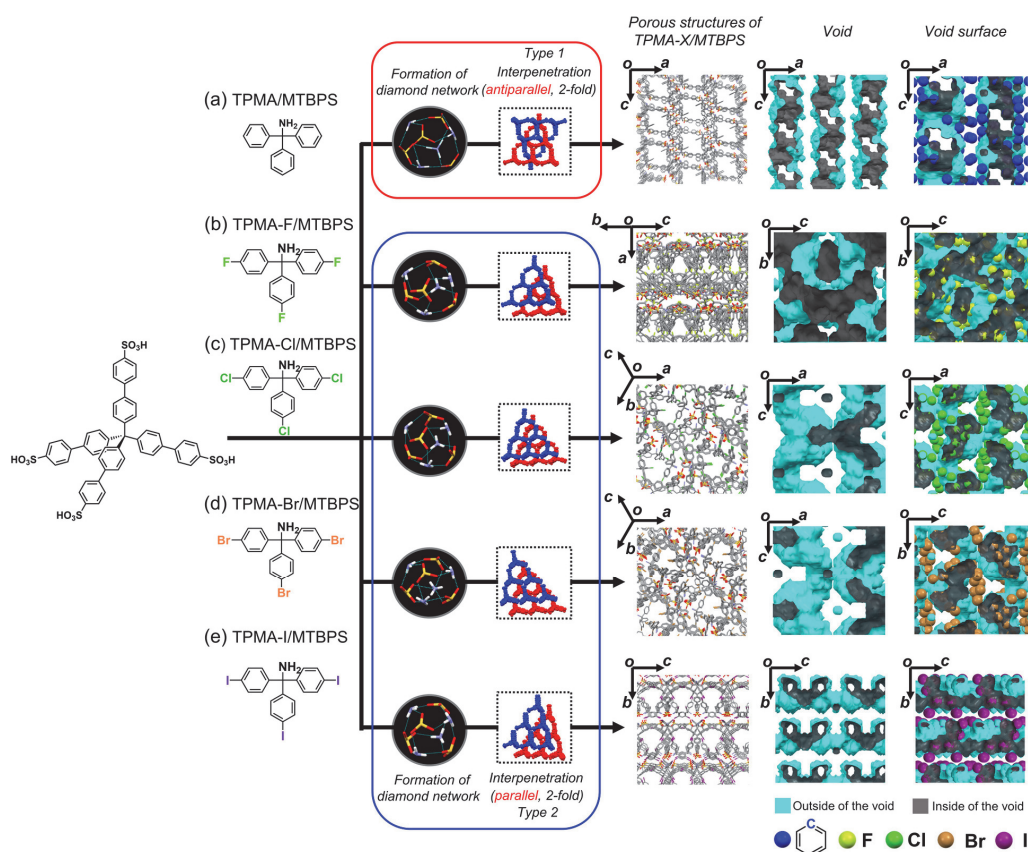 Type 1
Formation of
diamond network
Interpenetration
(antiparallel, 2-fold)
Porous structures of
TPMA-X/MTBPS
Void
Void surface
(a) TPMA/MTBPS
NH2
o a
c
o a
c
o a
c
(b) TPMA-F/MTBPS
NH2
F F
F
b o c
a
o c
b
o c
b
(c) TPMA-Cl/MTBPS
NH2
Cl Cl
Cl
c
o a
b
o a
c
o a
c
SO3H
HO3S
SO3H
HO3S
(d) TPMA-Br/MTBPS
NH2
Br Br
Br
c
o a
b
o a
c
o c
b
(e) TPMA-I/MTBPS
NH2
I I
I
o c
b
o c
b
o c
b
Formation of
diamond network
Interpenetration
(parallel, 2-fold)
Type 2
Outside of the void
Inside of the void
C
F
Cl
Br
I